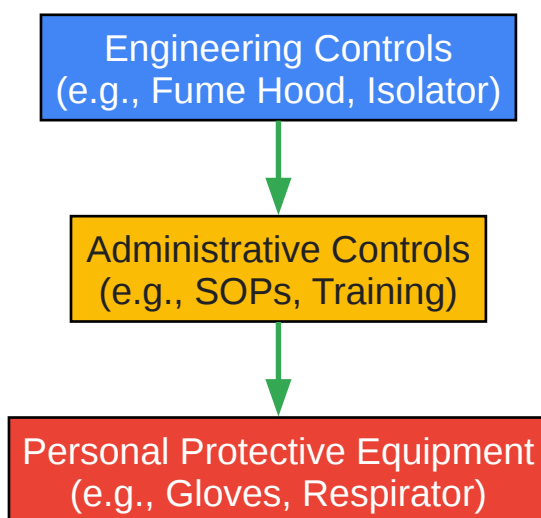 Engineering Controls
(e.g., Fume Hood, Isolator)
Administrative Controls
(e.g., SOPs, Training)
Personal Protective Equipment
(e.g., Gloves, Respirator)